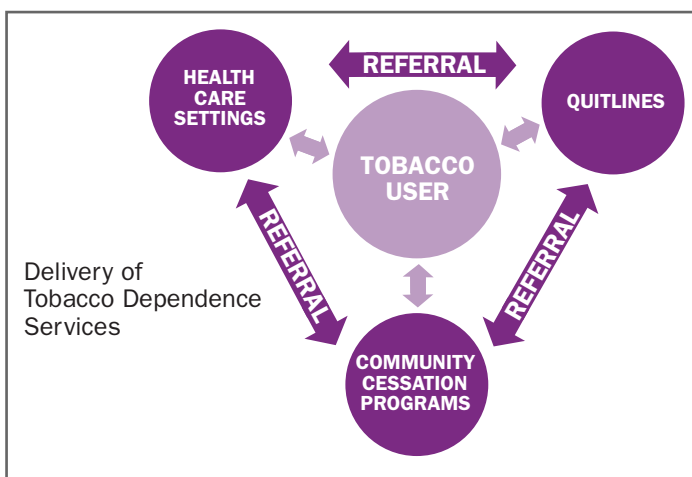 HEALTH
CARE
SETTINGS
REFERRAL
QUITLINES
TOBACCO
USER
REFERRAL
REFERRAL
Delivery of
Tobacco Dependence
Services
COMMUNITY
CESSATION
PROGRAMS